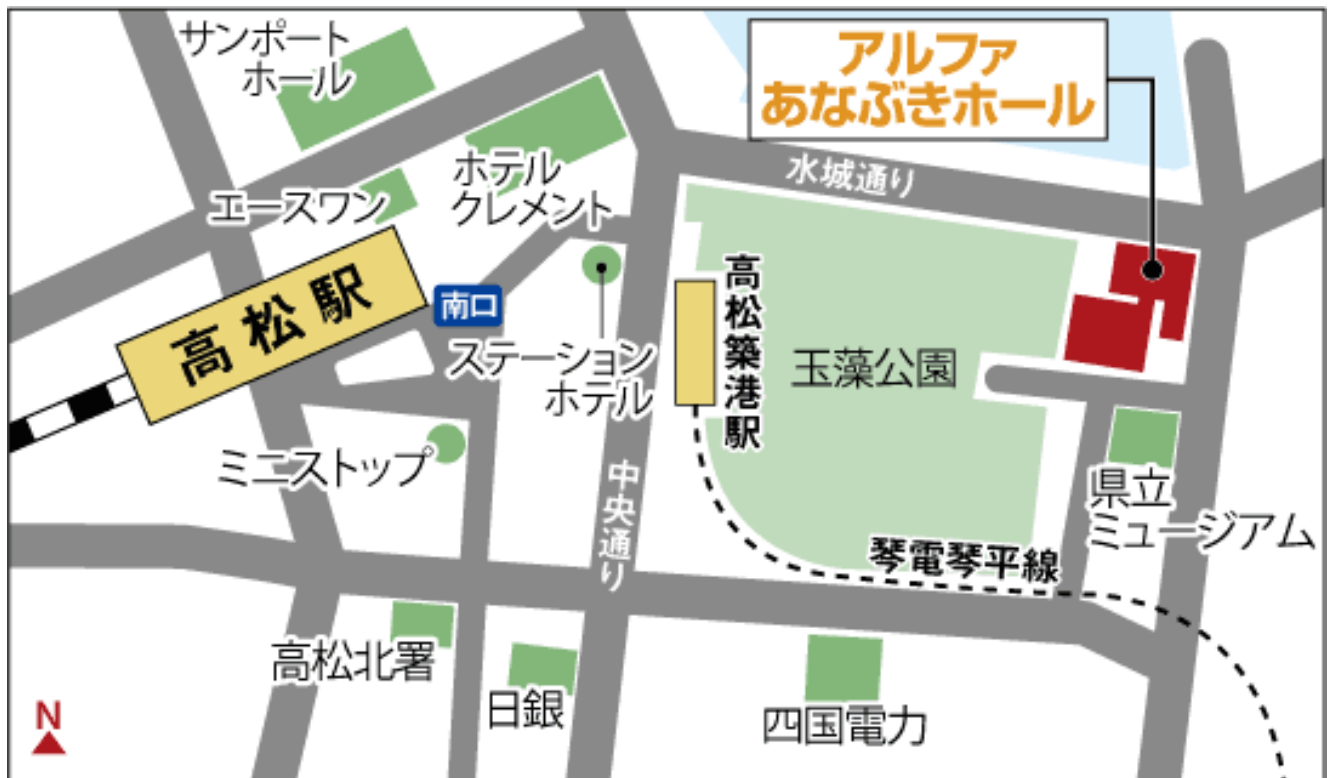 サンポート
ホール
アルファ
あなぶきホール
水城通り
ホテル
クレメント
エースワン
高松駅
南口
高松築港駅
ステーション
ホテル
玉藻公園
ミニストップ
中央通り
県立
ミュージアム
琴電琴平線
高松北署
日銀
四国電力
N